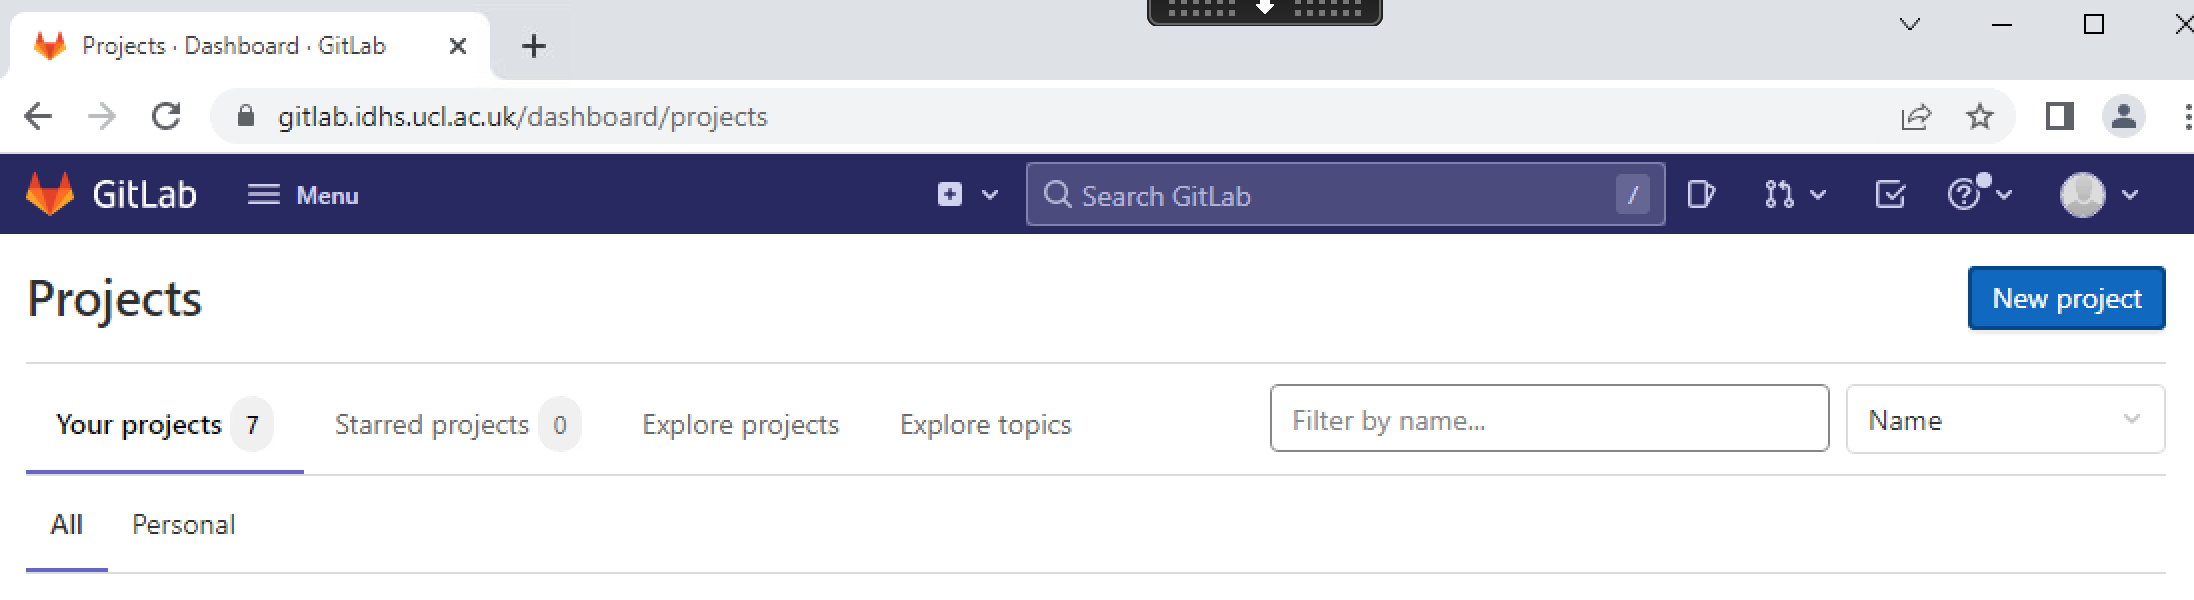 Projects · Dashboard · GitLab
gitlab.idhs.ucl.ac.uk/dashboard/projects
GitLab Menu Search GitLab /
Projects New project
Your projects 7 Starred projects 0 Explore projects Explore topics Filter by name... Name
All Personal